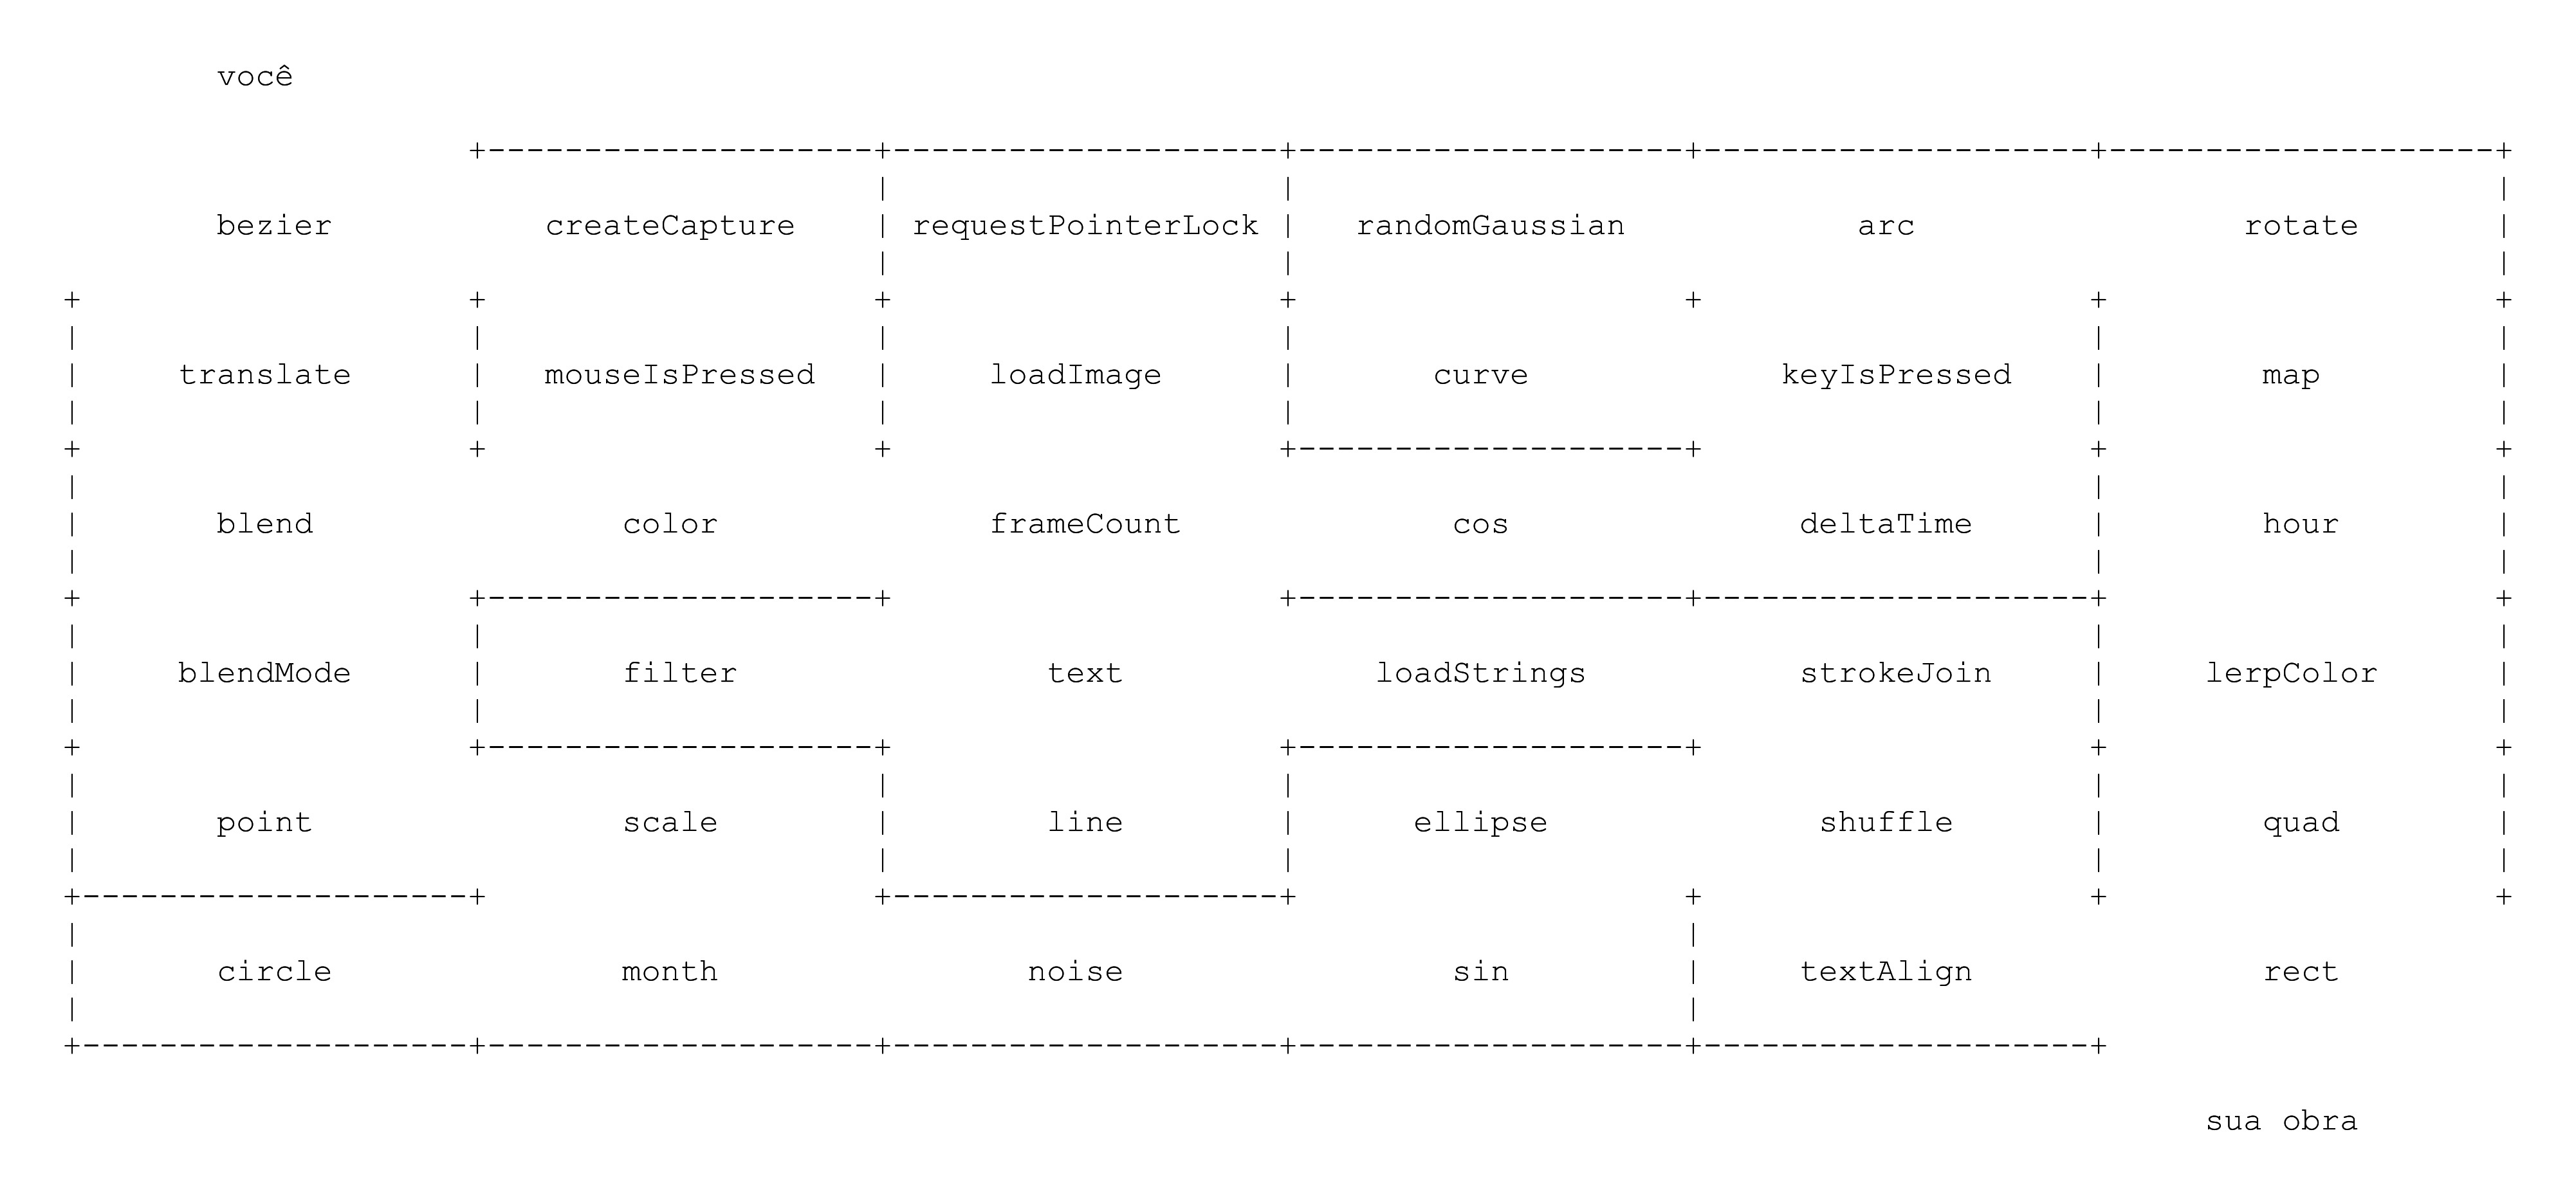 você
bezier createCapture requestPointerLock randomGaussian arc rotate
translate mouseIsPressed loadImage curve keyIsPressed map
blend color frameCount cos deltaTime hour
blendMode filter text loadStrings strokeJoin lerpColor
point scale line ellipse shuffle quad
circle month noise sin textAlign rect
sua obra